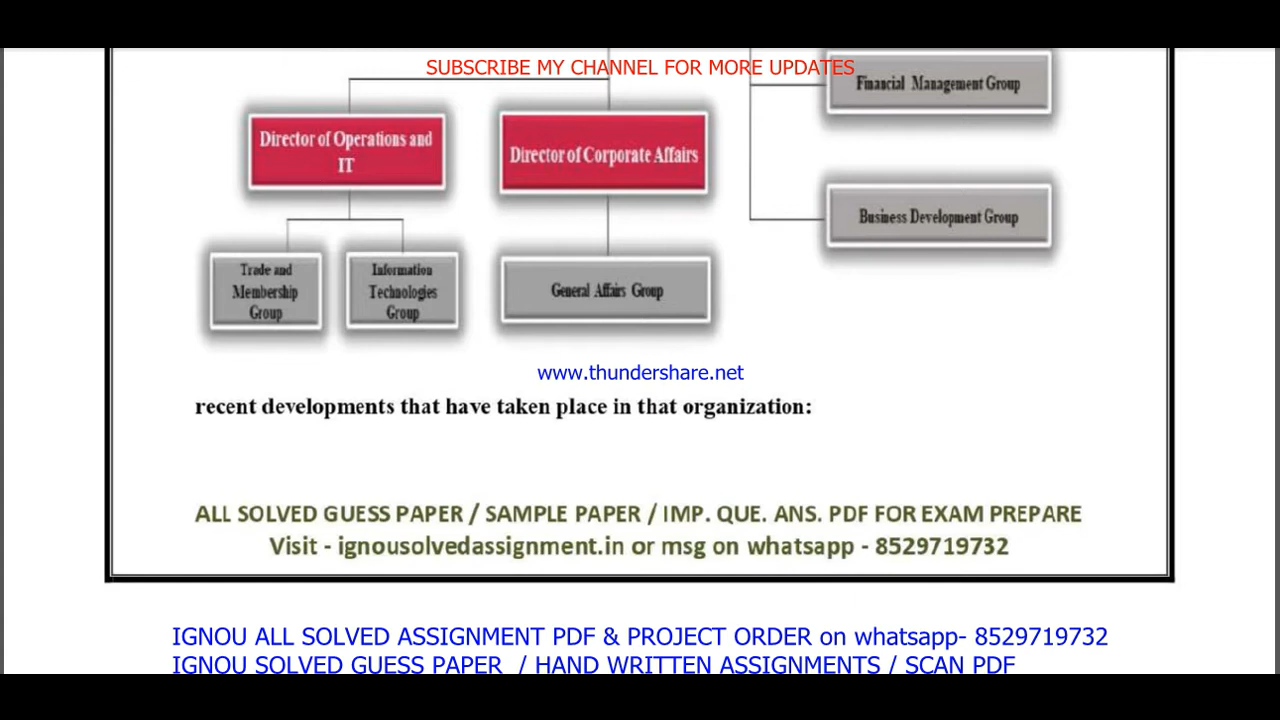 SUBSCRIBE MY CHANNEL FOR MORE UPDATES
Financial Management Group
Director of Operations and
IT
Director of Corporate Affairs
Business Development Group
Trade and
Membership
Group
Information
Technologies
Group
General Affairs Group
www.thundershare.net
recent developments that have taken place in that organization:
ALL SOLVED GUESS PAPER / SAMPLE PAPER / IMP. QUE. ANS. PDF FOR EXAM PREPARE
Visit - ignousolvedassignment.in or msg on whatsapp - 8529719732
IGNOU ALL SOLVED ASSIGNMENT PDF & PROJECT ORDER on whatsapp- 8529719732
IGNOU SOLVED GUESS PAPER / HAND WRITTEN ASSIGNMENTS / SCAN PDF